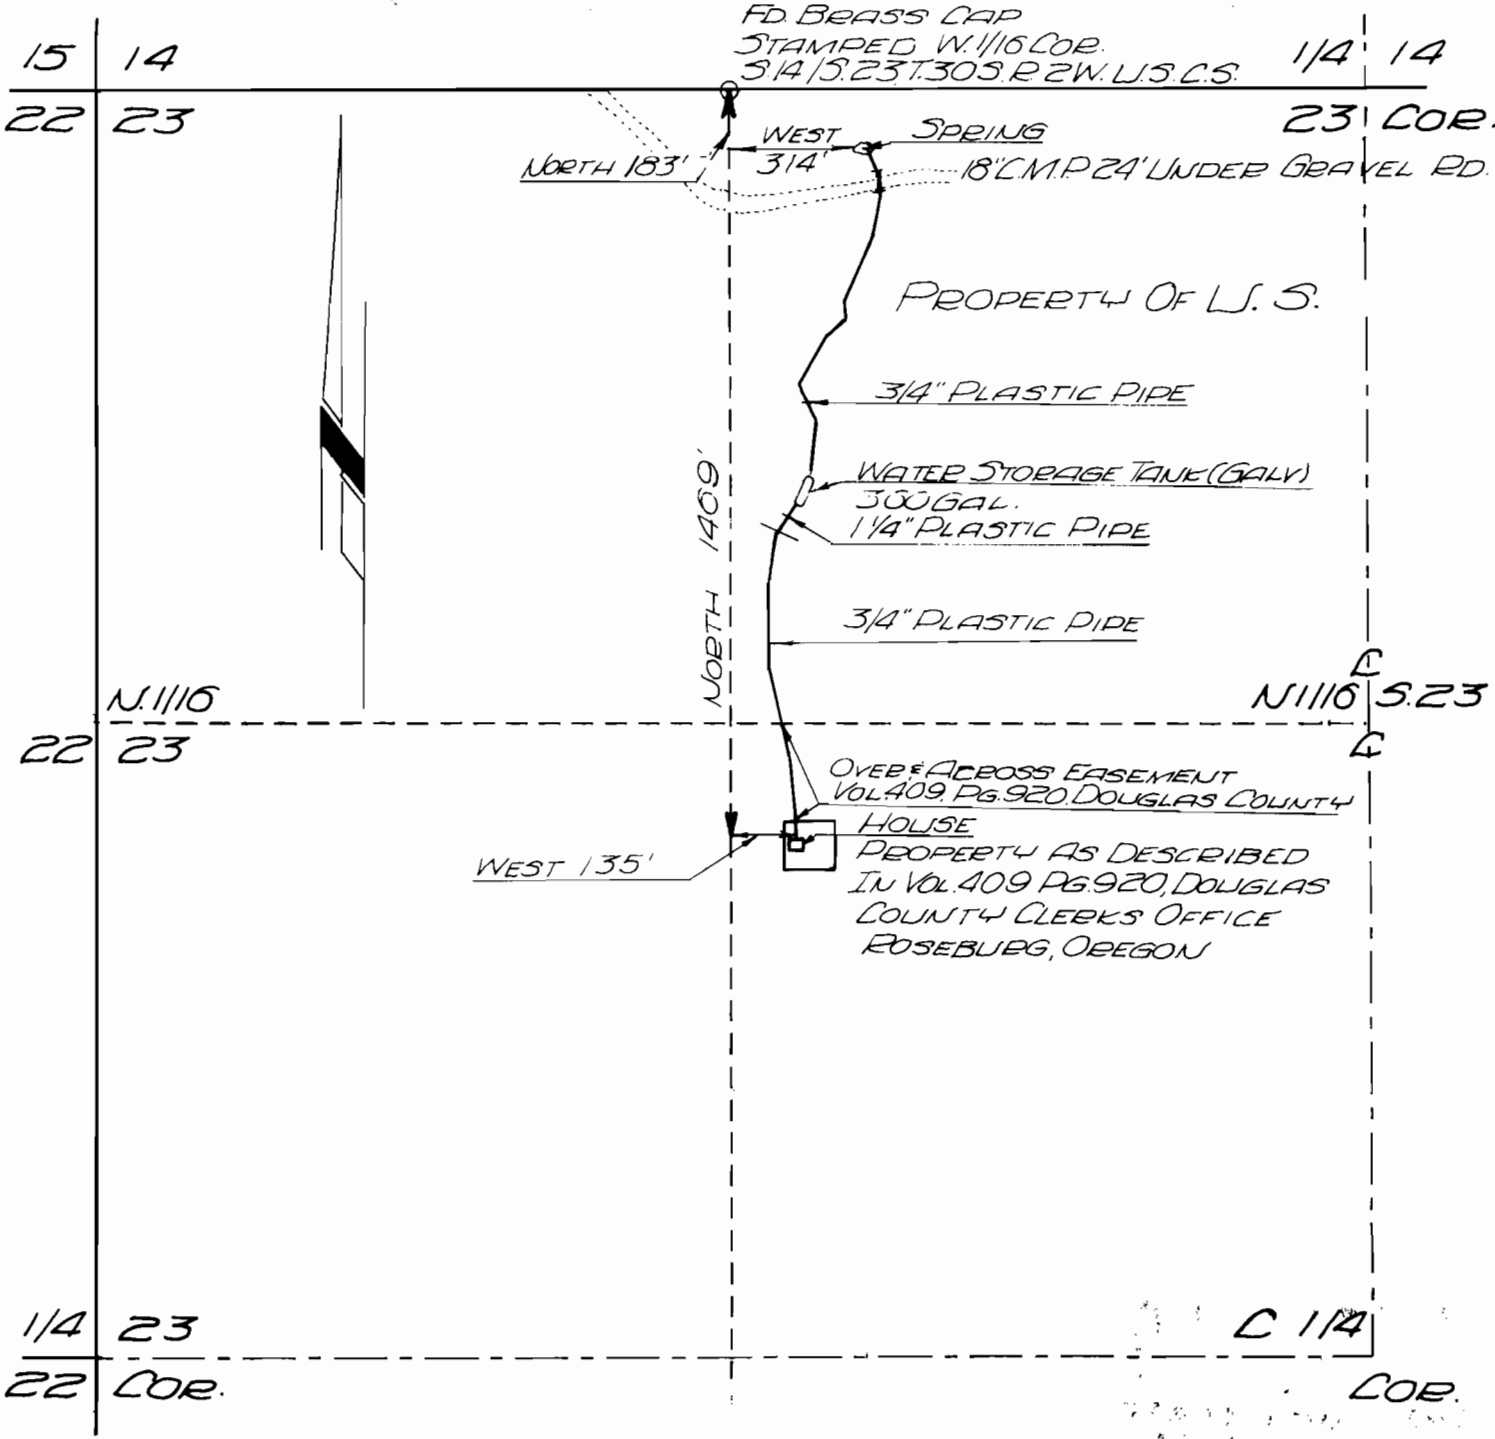 FD. BRASS CAP
STAMPED W.1/16 COR.
S.14/S.23 T.30S. R.2W. U.S.C.S.
15 14
1/4 14
22 23
23 COR.
WEST
314'
SPRING
NORTH 183'
18" C.M.P. 24' UNDER GRAVEL RD.
PROPERTY OF U.S.
3/4" PLASTIC PIPE
WATER STORAGE TANK (GALV)
300 GAL.
1 1/4" PLASTIC PIPE
NORTH 1469'
3/4" PLASTIC PIPE
C
N.1/16
N1/16 S.23
22 23
C
OVER & ACROSS EASEMENT
VOL.409, PG.920, DOUGLAS COUNTY
HOUSE
WEST 135'
PROPERTY AS DESCRIBED
IN VOL.409 PG.920, DOUGLAS
COUNTY CLERKS OFFICE
ROSEBURG, OREGON
1/4 23
C 1/4
22 COR.
COR.